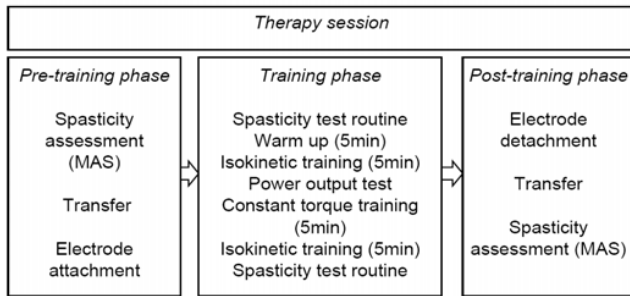 Therapy session
Pre-training phase
Spasticity
assessment
(MAS)
Transfer
Electrode
attachment
Training phase
Spasticity test routine
Warm up (5min)
Isokinetic training (5min)
Power output test
Constant torque training
(5min)
Isokinetic training (5min)
Spasticity test routine
Post-training phase
Electrode
detachment
Transfer
Spasticity
assessment (MAS)